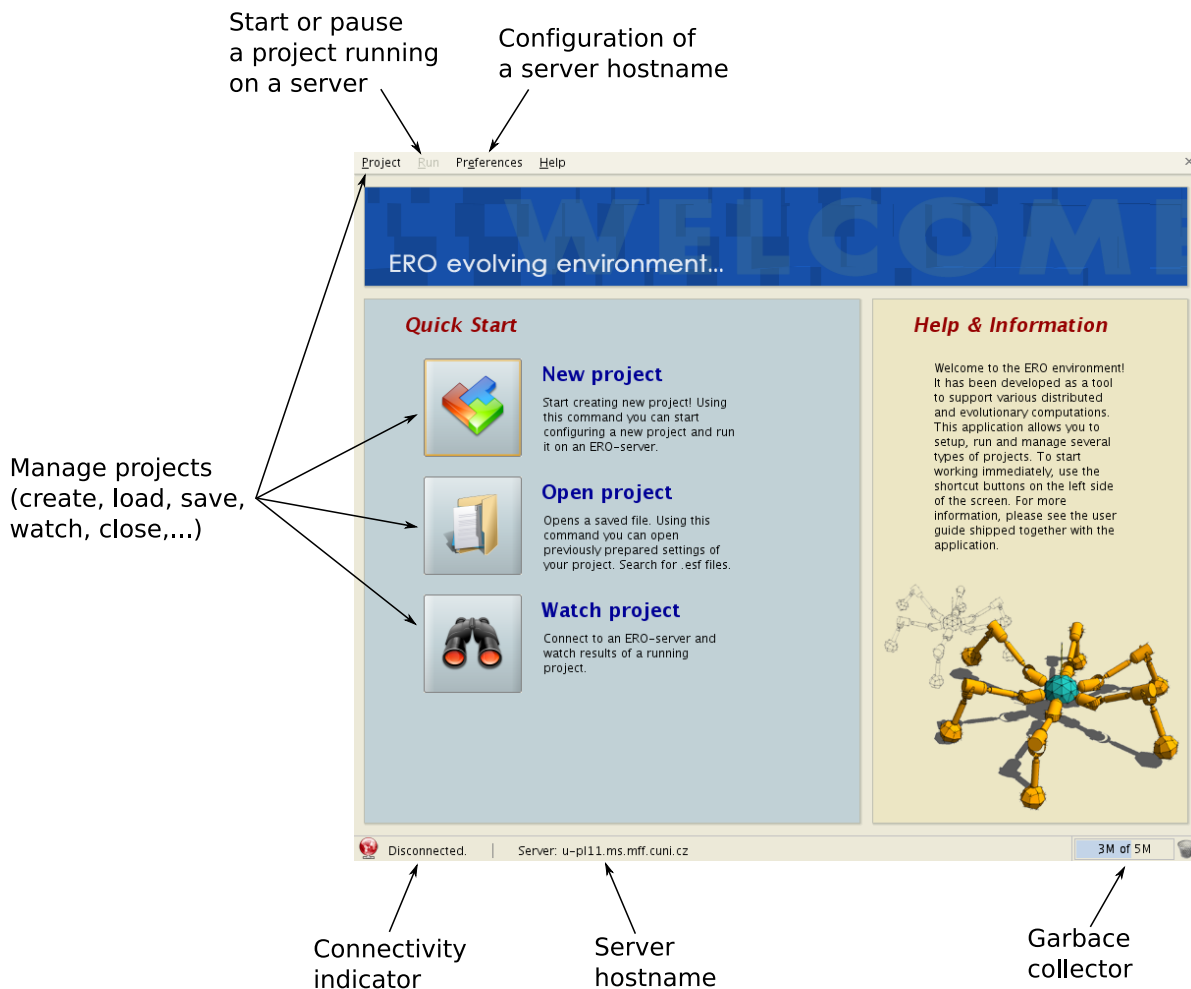 Start or pause
a project running
on a server
Configuration of
a server hostname
Project Run Preferences Help
WELCOME
ERO evolving environment...
Quick Start
New project
Start creating new project! Using
this command you can start
configuring a new project and run
it on an ERO-server.
Open project
Opens a saved file. Using this
command you can open
previously prepared settings of
your project. Search for .esf files.
Watch project
Connect to an ERO-server and
watch results of a running
project.
Help & Information
Welcome to the ERO environment!
It has been developed as a tool
to support various distributed
and evolutionary computations.
This application allows you to
setup, run and manage several
types of projects. To start
working immediately, use the
shortcut buttons on the left side
of the screen. For more
information, please see the user
guide shipped together with the
application.
Manage projects
(create, load, save,
watch, close,...)
Disconnected.
Server: u-pl11.ms.mff.cuni.cz
3M of 5M
Connectivity
indicator
Server
hostname
Garbace
collector